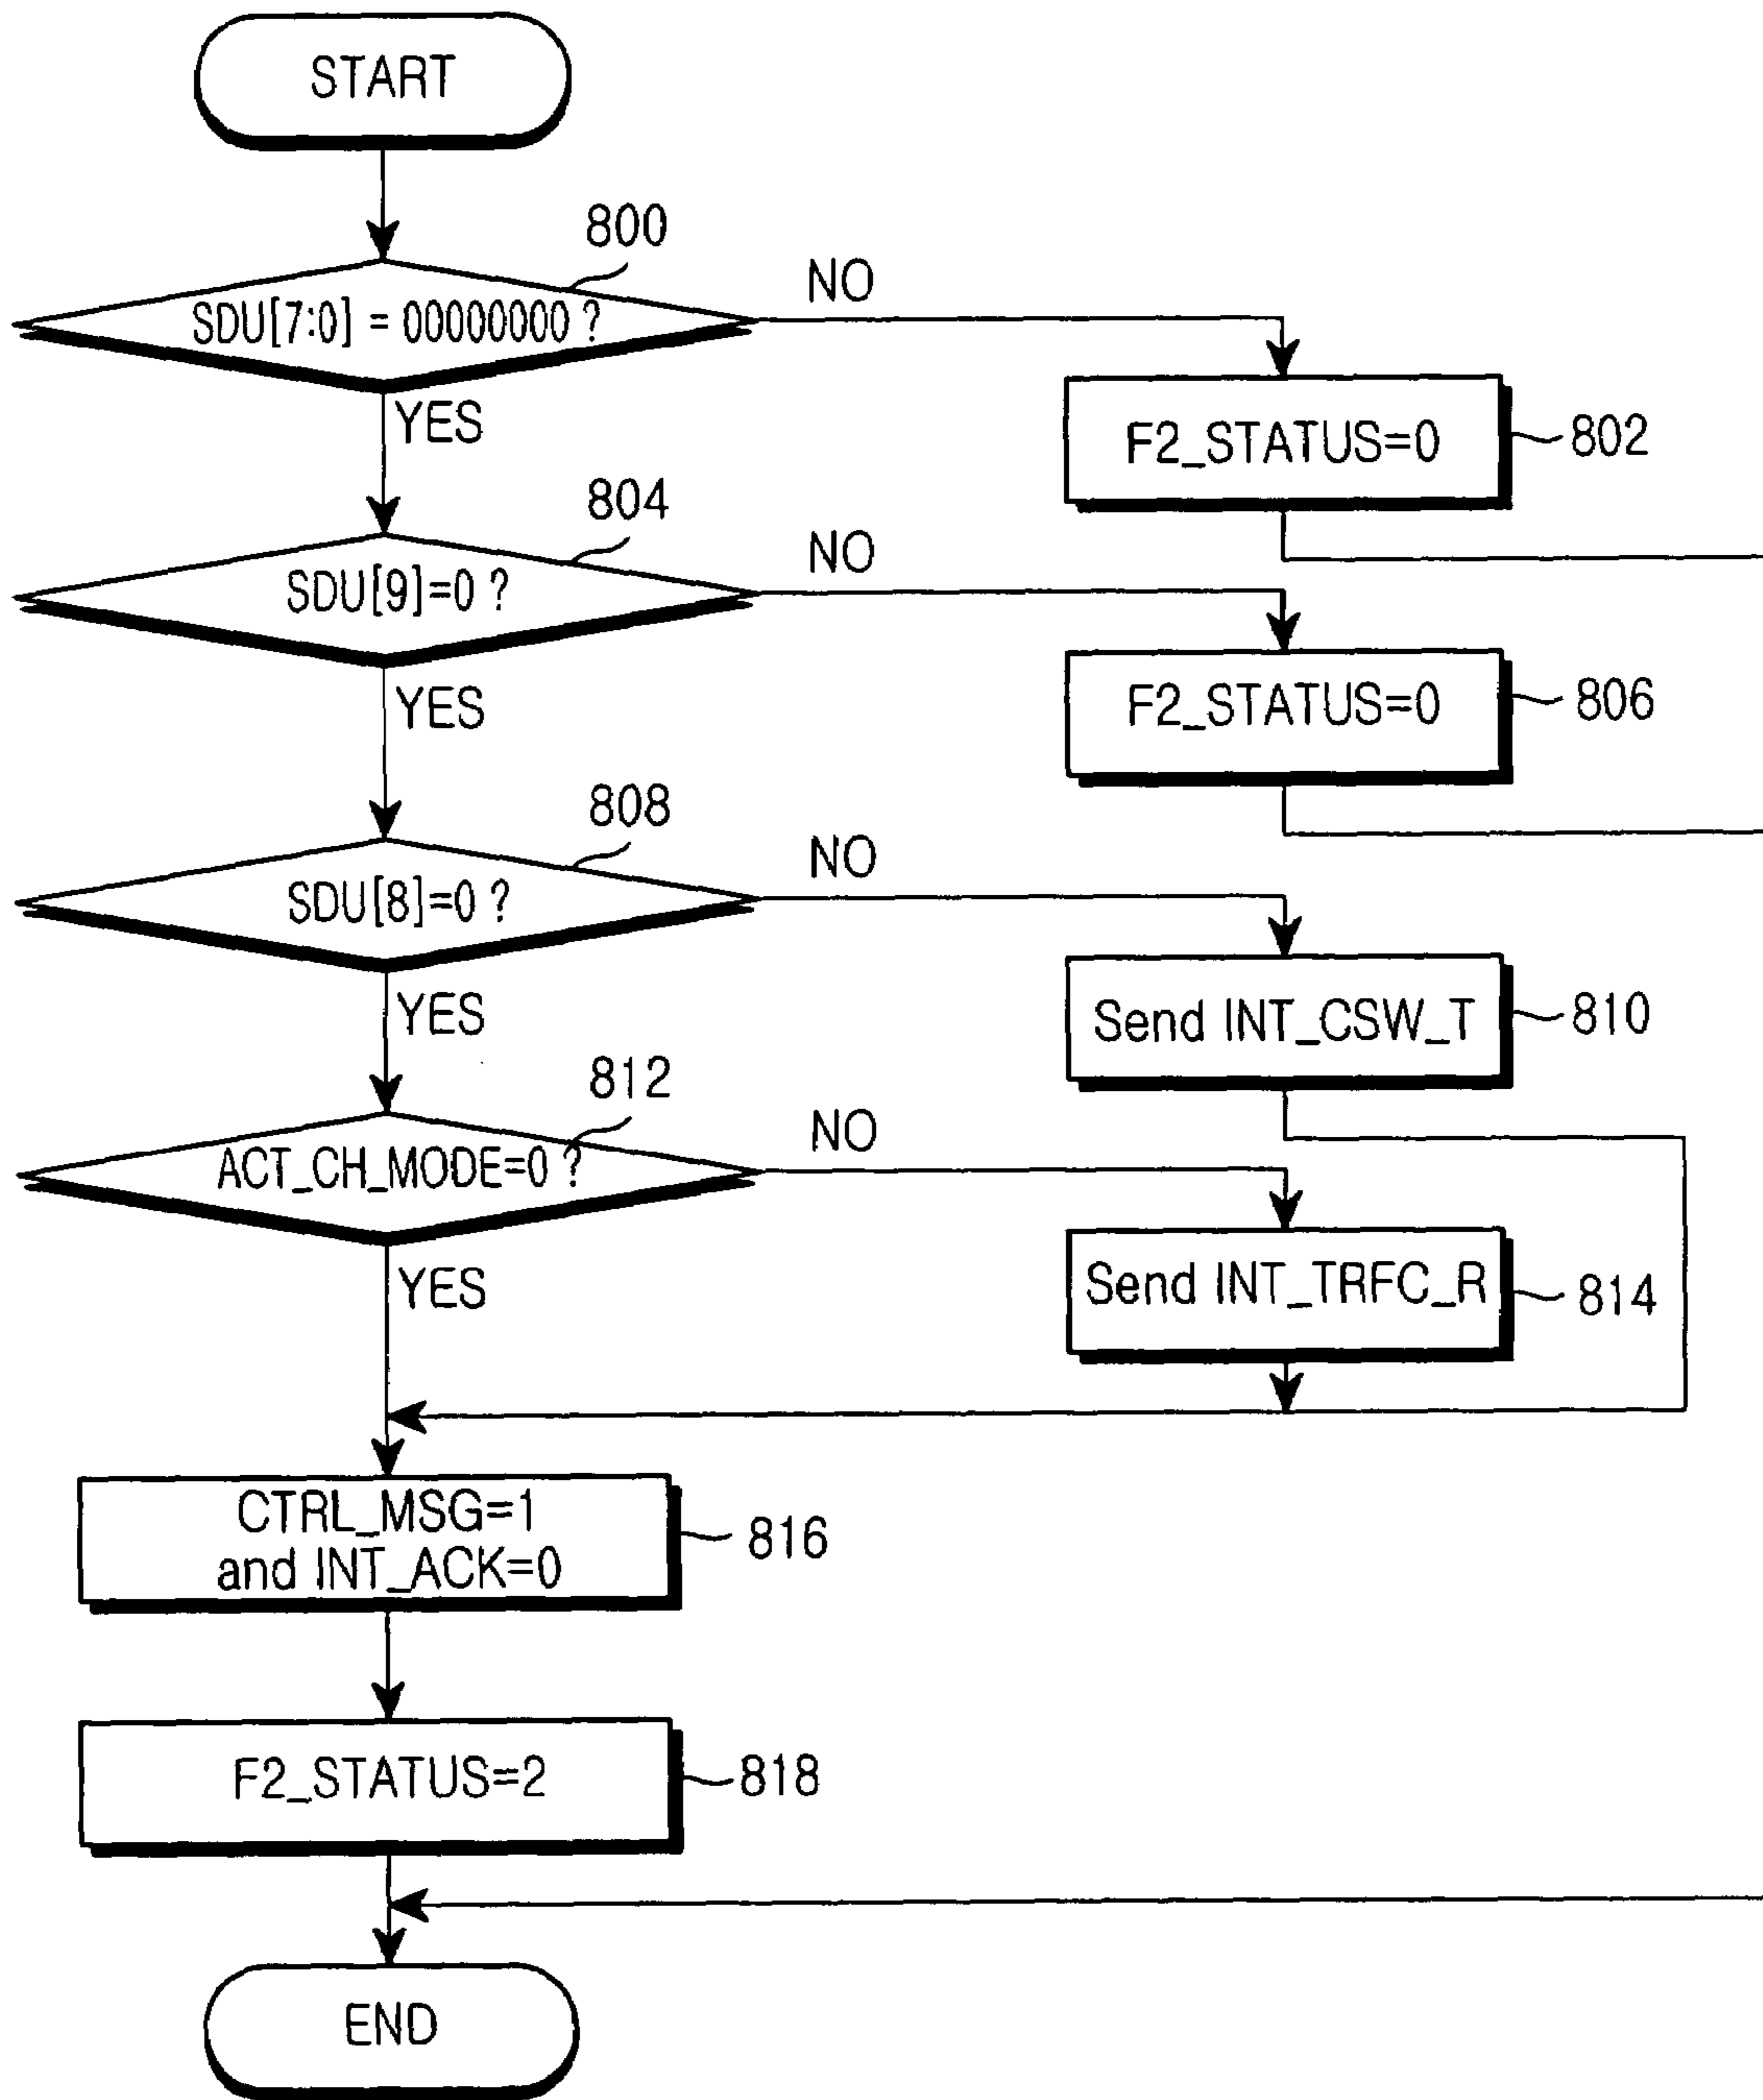 START
800
SDU[7:0] = 00000000 ?
NO
YES
F2_STATUS=0
802
804
SDU[9]=0 ?
NO
YES
F2_STATUS=0
806
808
SDU[8]=0 ?
NO
YES
Send INT_CSW_T
810
812
ACT_CH_MODE=0 ?
NO
YES
Send INT_TRFC_R
814
CTRL_MSG=1
and INT_ACK=0
816
F2_STATUS=2
818
END